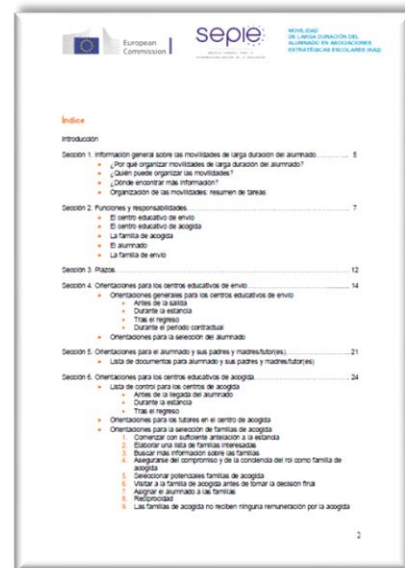 European
Commission
sepie
MOVILIDAD
DE LARGA DURACIÓN DEL
ALUMNADO EN ASOCIACIONES
ESTRATÉGICAS ESCOLARES (KA2)
Índice
Introducción
Sección 1. Información general sobre las movilidades de larga duración del alumnado 5
• ¿Por qué organizar movilidades de larga duración del alumnado?
• ¿Quién puede organizar las movilidades?
• ¿Dónde encontrar más información?
• Organización de las movilidades: resumen de tareas
Sección 2. Funciones y responsabilidades 7
• El centro educativo de envío
• El centro educativo de acogida
• La familia de acogida
• El alumnado
• La familia de envío
Sección 3. Plazos 12
Sección 4. Orientaciones para los centros educativos de envío 14
• Orientaciones generales para los centros educativos de envío
• Antes de la salida
• Durante la estancia
• Tras el regreso
• Durante el período contractual
• Orientaciones para la selección del alumnado
Sección 5. Orientaciones para el alumnado y sus padres y madres/tutor(es) 21
• Lista de documentos para alumnado y sus padres y madres/tutor(es)
Sección 6. Orientaciones para los centros educativos de acogida 24
• Lista de control para los centros de acogida
• Antes de la llegada del alumnado
• Durante la estancia
• Tras el regreso
• Orientaciones para los tutores en el centro de acogida
• Orientaciones para la selección de familias de acogida
1. Comenzar con suficiente antelación a la estancia
2. Elaborar una lista de familias interesadas
3. Buscar más información sobre las familias
4. Asegurarse del compromiso y de la conciencia del rol como familia de
acogida
5. Seleccionar potenciales familias de acogida
6. Visitar a la familia de acogida antes de tomar la decisión final
7. Asignar el alumnado a las familias
8. Reciprocidad
9. Las familias de acogida no reciben ninguna remuneración por la acogida
2